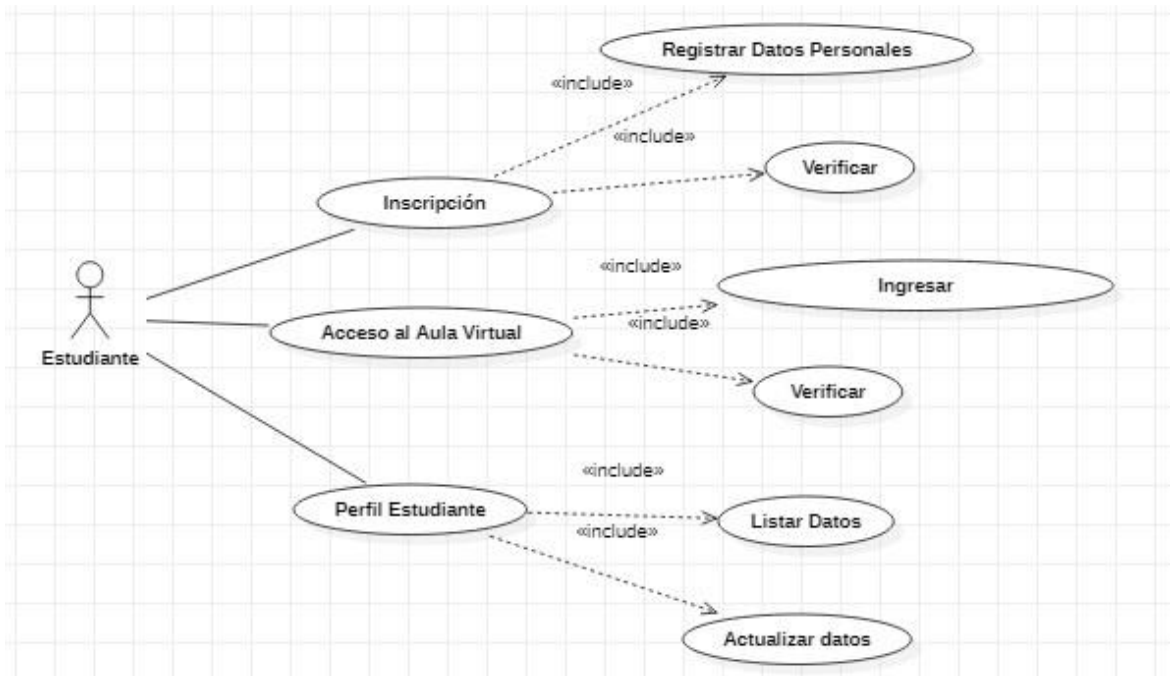 Registrar Datos Personales
«include»
«include»
Verificar
Inscripción
«include»
Ingresar
«include»
Acceso al Aula Virtual
Estudiante
Verificar
«include»
Perfil Estudiante
Listar Datos
«include»
Actualizar datos